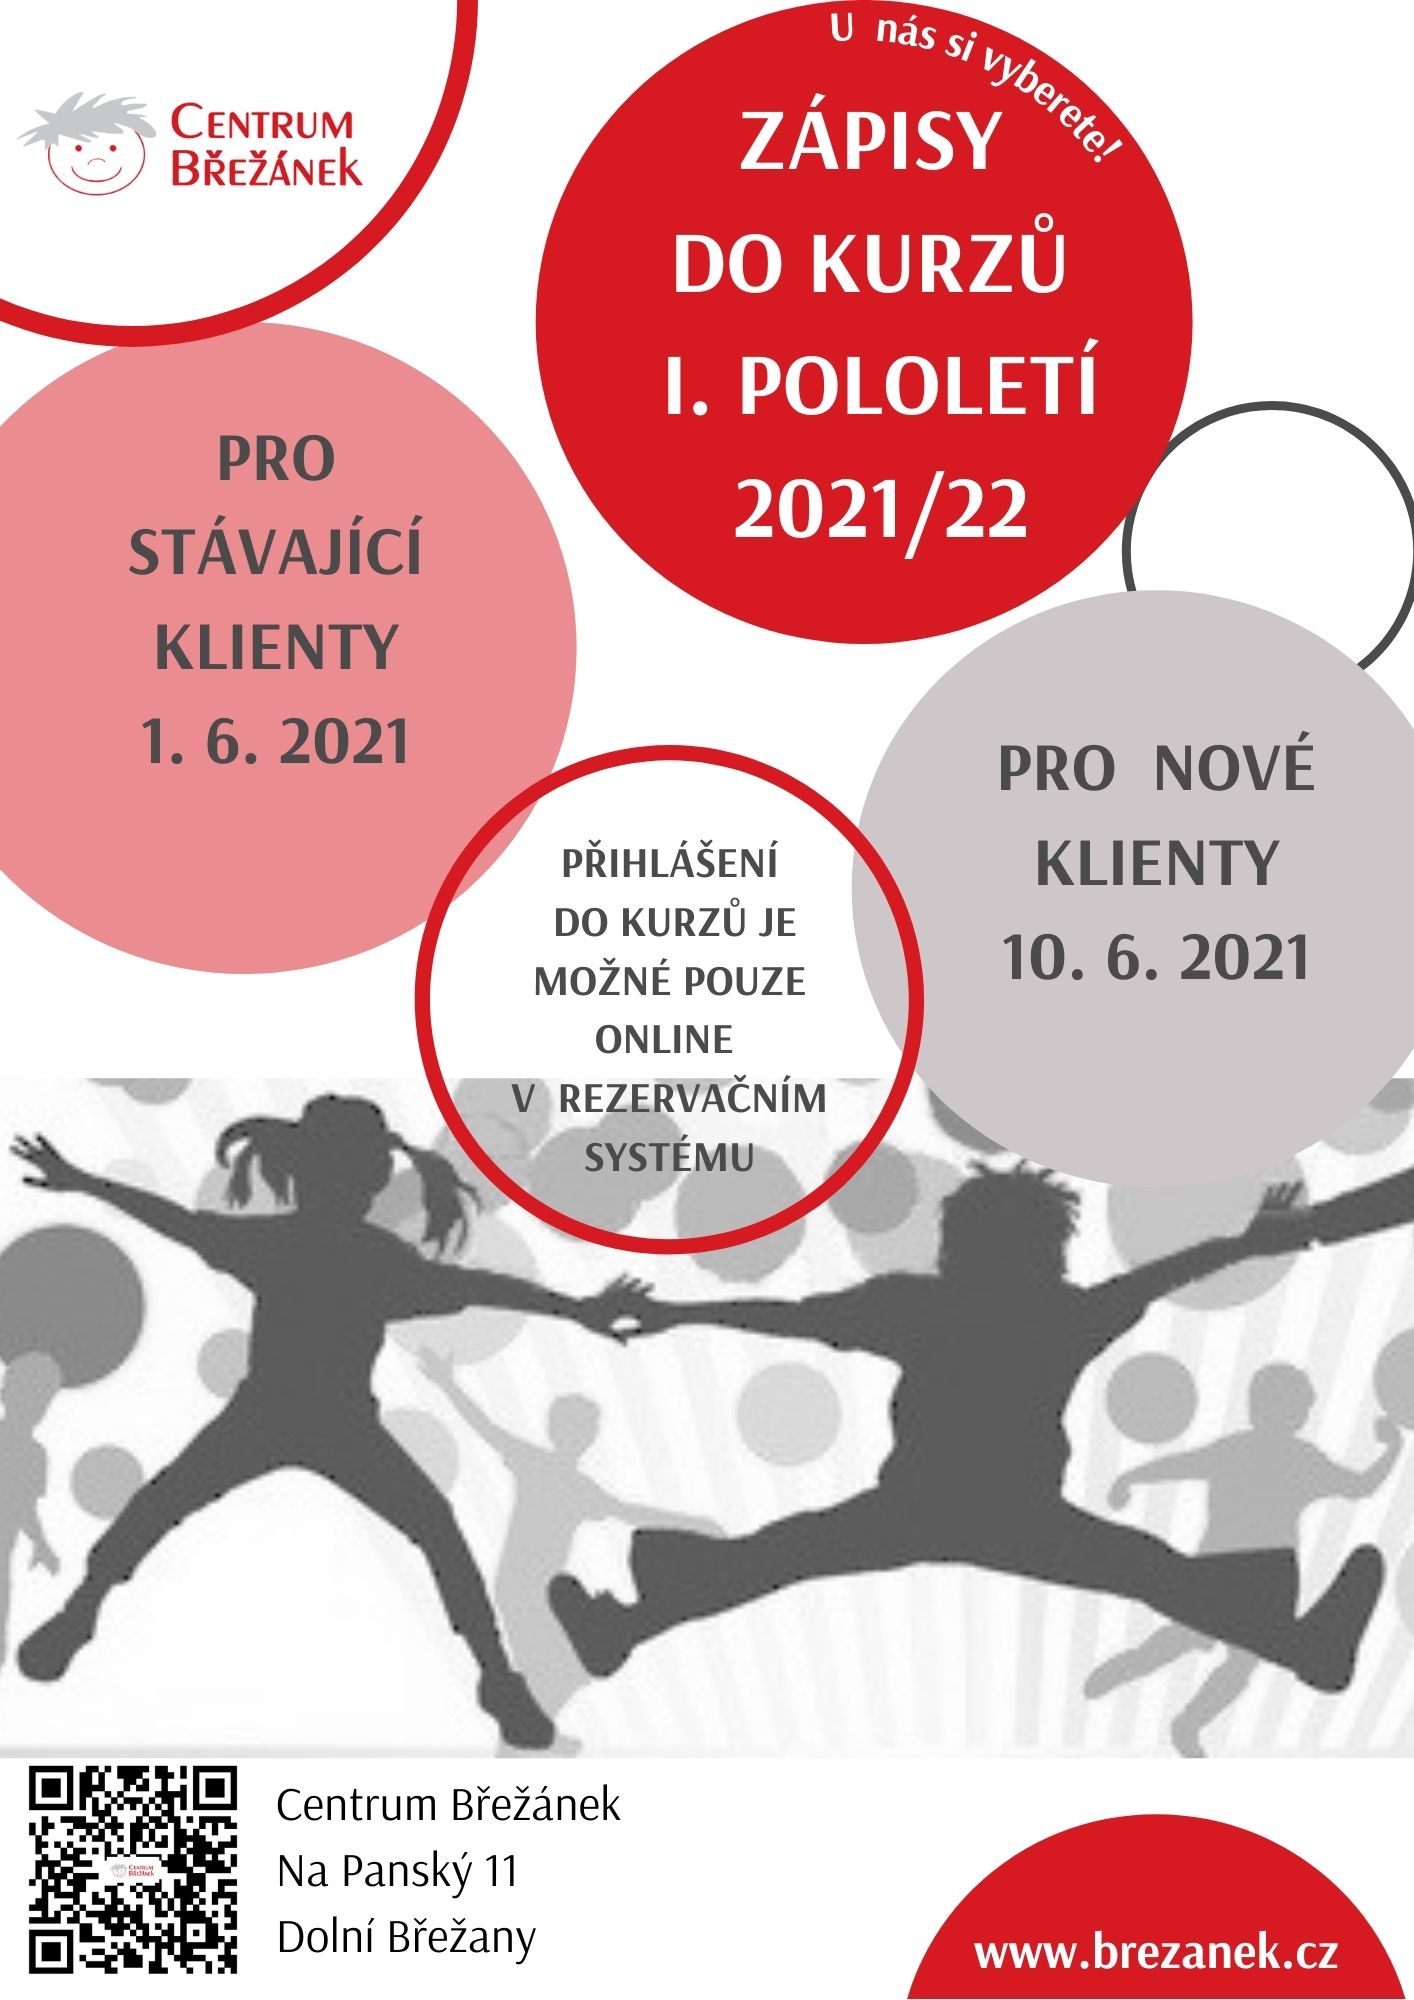 CENTRUM
BŘEŽÁNEK
U nás si vyberete!
ZÁPISY
DO KURZŮ
I. POLOLETÍ
2021/22
PRO
STÁVAJÍCÍ
KLIENTY
1. 6. 2021
PRO NOVÉ
KLIENTY
10. 6. 2021
PŘIHLÁŠENÍ
DO KURZŮ JE
MOŽNÉ POUZE
ONLINE
V REZERVAČNÍM
SYSTÉMU
CENTRUM
BŘEŽÁNEK
Centrum Břežánek
Na Panský 11
Dolní Břežany
www.brezanek.cz